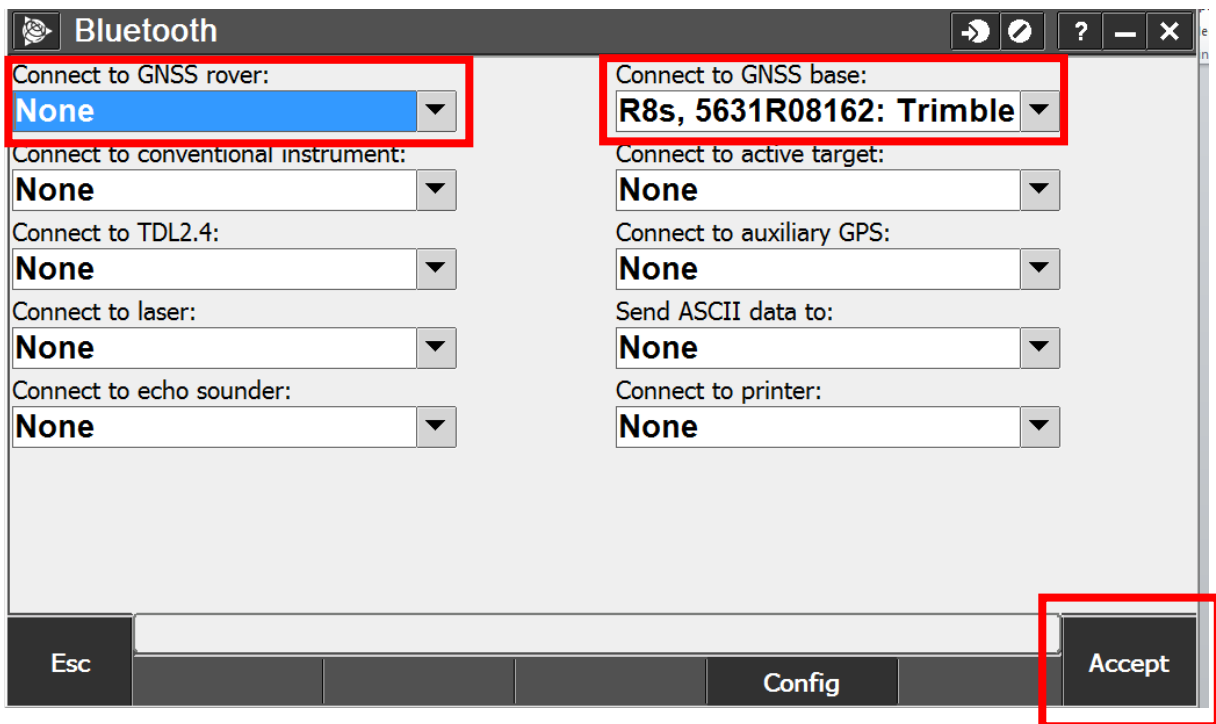 Bluetooth
?
Connect to GNSS rover:
None
Connect to GNSS base:
R8s, 5631R08162: Trimble
Connect to conventional instrument:
None
Connect to active target:
None
Connect to TDL2.4:
None
Connect to auxiliary GPS:
None
Connect to laser:
None
Send ASCII data to:
None
Connect to echo sounder:
None
Connect to printer:
None
Esc
Config
Accept